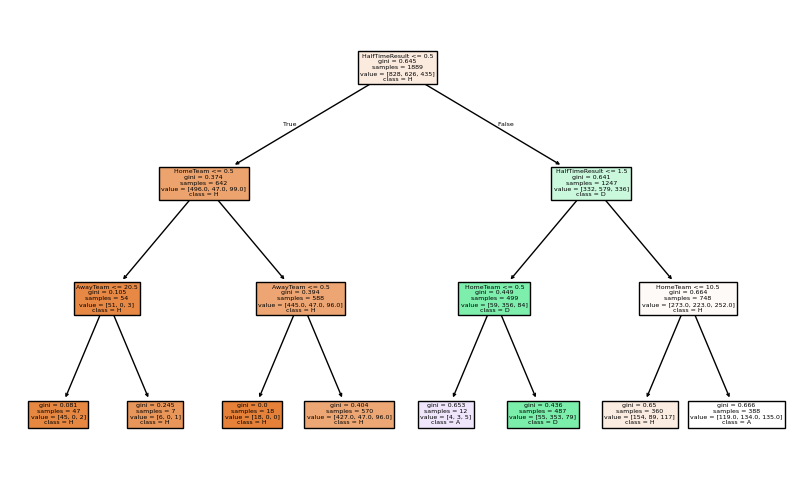 HalfTimeResult <= 0.5
gini = 0.645
samples = 1889
value = [828, 626, 435]
class = H
True
False
HomeTeam <= 0.5
gini = 0.374
samples = 642
value = [496.0, 47.0, 99.0]
class = H
HalfTimeResult <= 1.5
gini = 0.641
samples = 1247
value = [332, 579, 336]
class = D
AwayTeam <= 20.5
gini = 0.105
samples = 54
value = [51, 0, 3]
class = H
AwayTeam <= 0.5
gini = 0.394
samples = 588
value = [445.0, 47.0, 96.0]
class = H
HomeTeam <= 0.5
gini = 0.449
samples = 499
value = [59, 356, 84]
class = D
HomeTeam <= 10.5
gini = 0.664
samples = 748
value = [273.0, 223.0, 252.0]
class = H
gini = 0.081
samples = 47
value = [45, 0, 2]
class = H
gini = 0.245
samples = 7
value = [6, 0, 1]
class = H
gini = 0.0
samples = 18
value = [18, 0, 0]
class = H
gini = 0.404
samples = 570
value = [427.0, 47.0, 96.0]
class = H
gini = 0.653
samples = 12
value = [4, 3, 5]
class = A
gini = 0.436
samples = 487
value = [55, 353, 79]
class = D
gini = 0.65
samples = 360
value = [154, 89, 117]
class = H
gini = 0.666
samples = 388
value = [119.0, 134.0, 135.0]
class = A